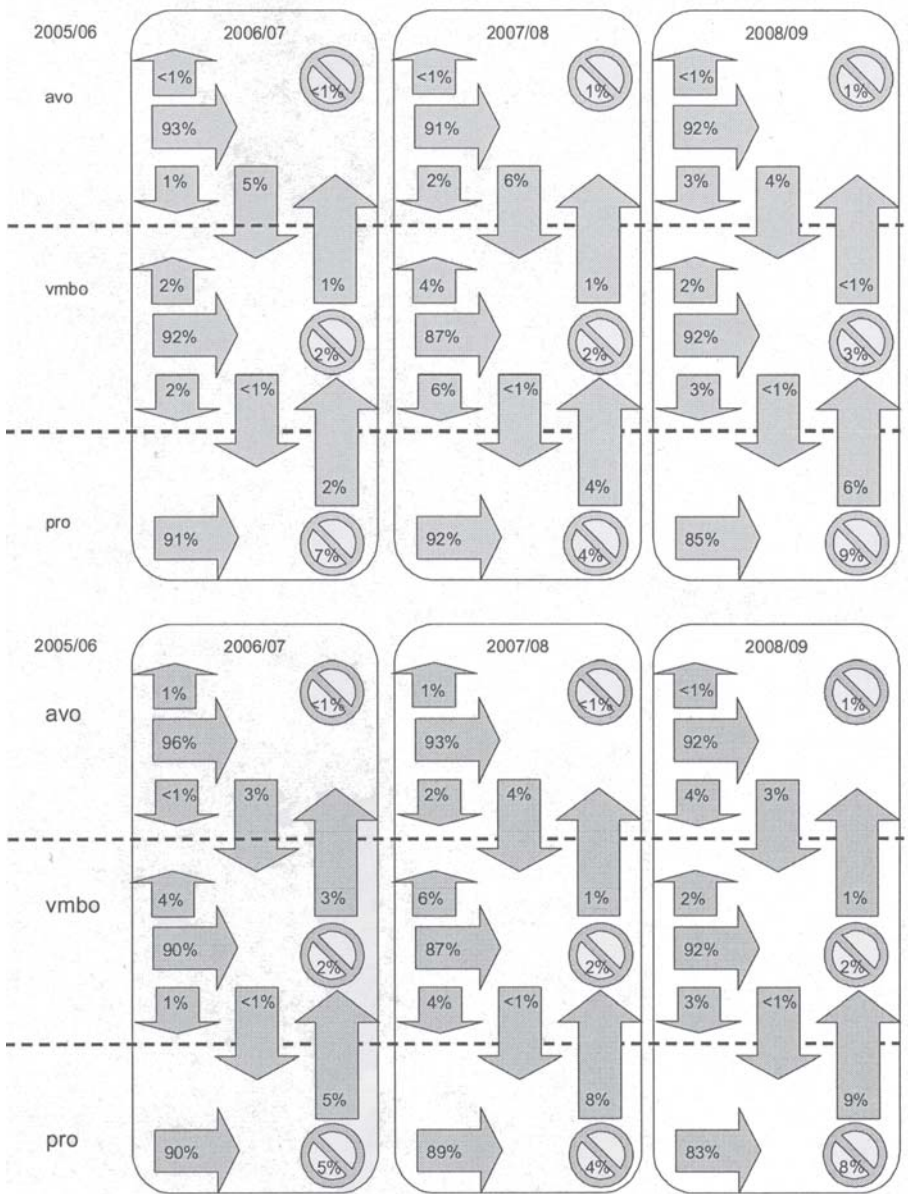 2005/06 2006/07 2007/08 2008/09
<1% <1% <1% 1% <1% 1%
avo
93% 91% 92%
1% 5% 2% 6% 3% 4%
vmbo 2% 1% 4% 1% 2% <1%
92% 2% 87% 2% 92% 3%
2% <1% 6% <1% 3% <1%
2% 4% 6%
pro
91% 7% 92% 4% 85% 9%
2005/06 2006/07 2007/08 2008/09
1% <1% 1% <1% <1% 1%
avo
96% 93% 92%
<1% 3% 2% 4% 4% 3%
vmbo 4% 3% 6% 1% 2% 1%
90% 2% 87% 2% 92% 2%
1% <1% 4% <1% 3% <1%
5% 8% 9%
pro
90% 5% 89% 4% 83% 8%